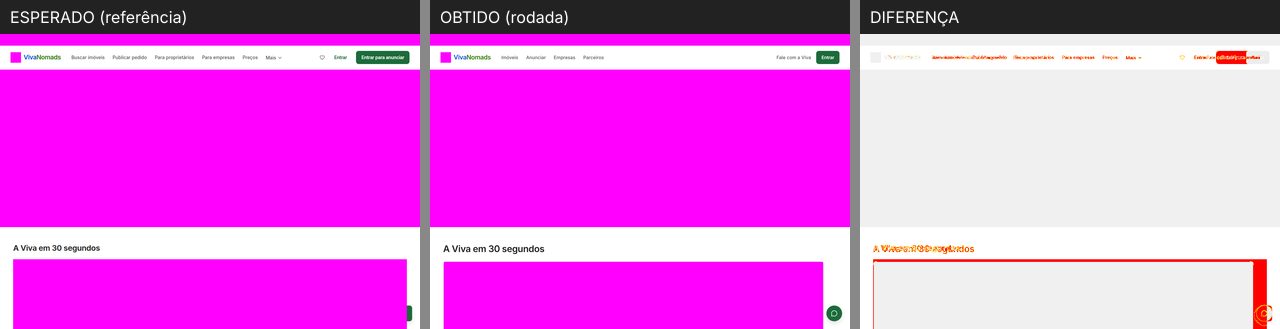 ESPERADO (referência)
VivaNomads Buscar imóveis Publicar pedido Para proprietários Para empresas Preços Mais Entrar Entrar para anunciar
A Viva em 30 segundos
OBTIDO (rodada)
VivaNomads Imóveis Anunciar Empresas Parceiros Fale com a Viva Entrar
A Viva em 30 segundos
DIFERENÇA
Para empresas Preços Mais